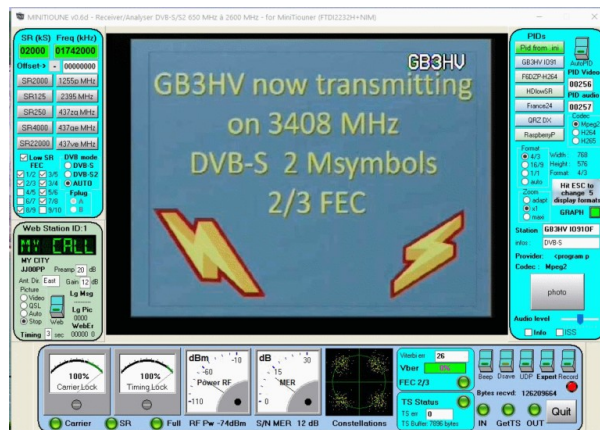 MINITIOUNE v0.6d - Receiver/Analyser DVB-S/S2 650 MHz à 2600 MHz - for MiniTiouner (FTDI2232H+NIM)
SR (kS) Freq (kHz)
02000 01742000
Offset-> - 00000000
SR2000 1255p MHz
SR125 2395 MHz
SR250 437zq MHz
SR4000 437qe MHz
SR22000 437ve MHz
Low SR
FEC
DVB mode
DVB-S
DVB-S2
AUTO
1/2 3/5
2/3 3/4
4/5 5/6
6/7 7/8
8/9 9/10
Fplug
A
B
Web Station ID:1
MY CALL
MY CITY
JJ00PP Preamp 20 dB
Ant. Dir. East Gain 12 dB
Picture
Video
QSL
Auto
Stop
Web
Lg Msg
Lg Pic
0000
WebEr
Timing 3 sec 00000 0
GB3HV
GB3HV now transmitting
on 3408 MHz
DVB-S 2 Msymbols
2/3 FEC
PIDs
Pid from .ini
GB3HV IO91
F6DZP-H264
HDlowSR
France24
QRZ DX
RaspberryP
AutoPID
PID Video
00256
PID audio
00257
Codec
Mpeg2
H264
H265
Format
4/3
16/9
1/1
auto
Width: 768
Height: 576
Format: 4/3
Zoom
adapt
x1
maxi
Hit ESC to
change 5
display formats
GRAPH
Station GB3HV IO91OF
infos : DVB-S
Provider: <program p
Codec : Mpeg2
photo
Audio level
Info ISS
100%
Carrier Lock
100%
Timing Lock
dBm -10
-60
Power RF
-110 0
dB 15
30
MER
0
Viterbi err 26
Vber 0%
FEC 2/3
TS Status
TS err 0
TS Buffer: 7896 bytes
Beep Dsave UDP Expert Record
Bytes recvd: 126209664
IN GetTS OUT
Quit
Carrier SR Full RF Pw -74dBm S/N MER 12 dB Constellations